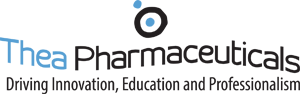 Thea Pharmaceuticals
Driving Innovation, Education and Professionalism